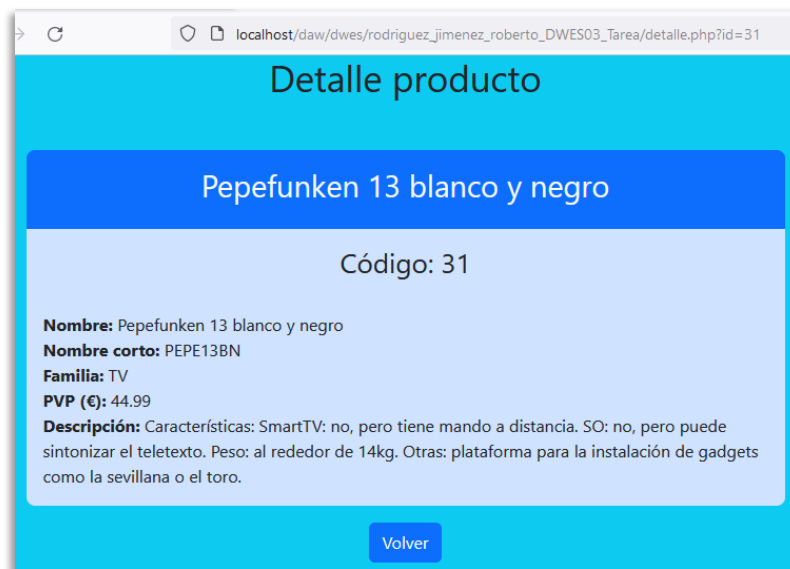 localhost/daw/dwes/rodriguez_jimenez_roberto_DWES03_Tarea/detalle.php?id=31
Detalle producto
Pepefunken 13 blanco y negro
Código: 31
Nombre: Pepefunken 13 blanco y negro
Nombre corto: PEPE13BN
Familia: TV
PVP (€): 44.99
Descripción: Características: SmartTV: no, pero tiene mando a distancia. SO: no, pero puede
sintonizar el teletexto. Peso: al rededor de 14kg. Otras: plataforma para la instalación de gadgets
como la sevillana o el toro.
Volver